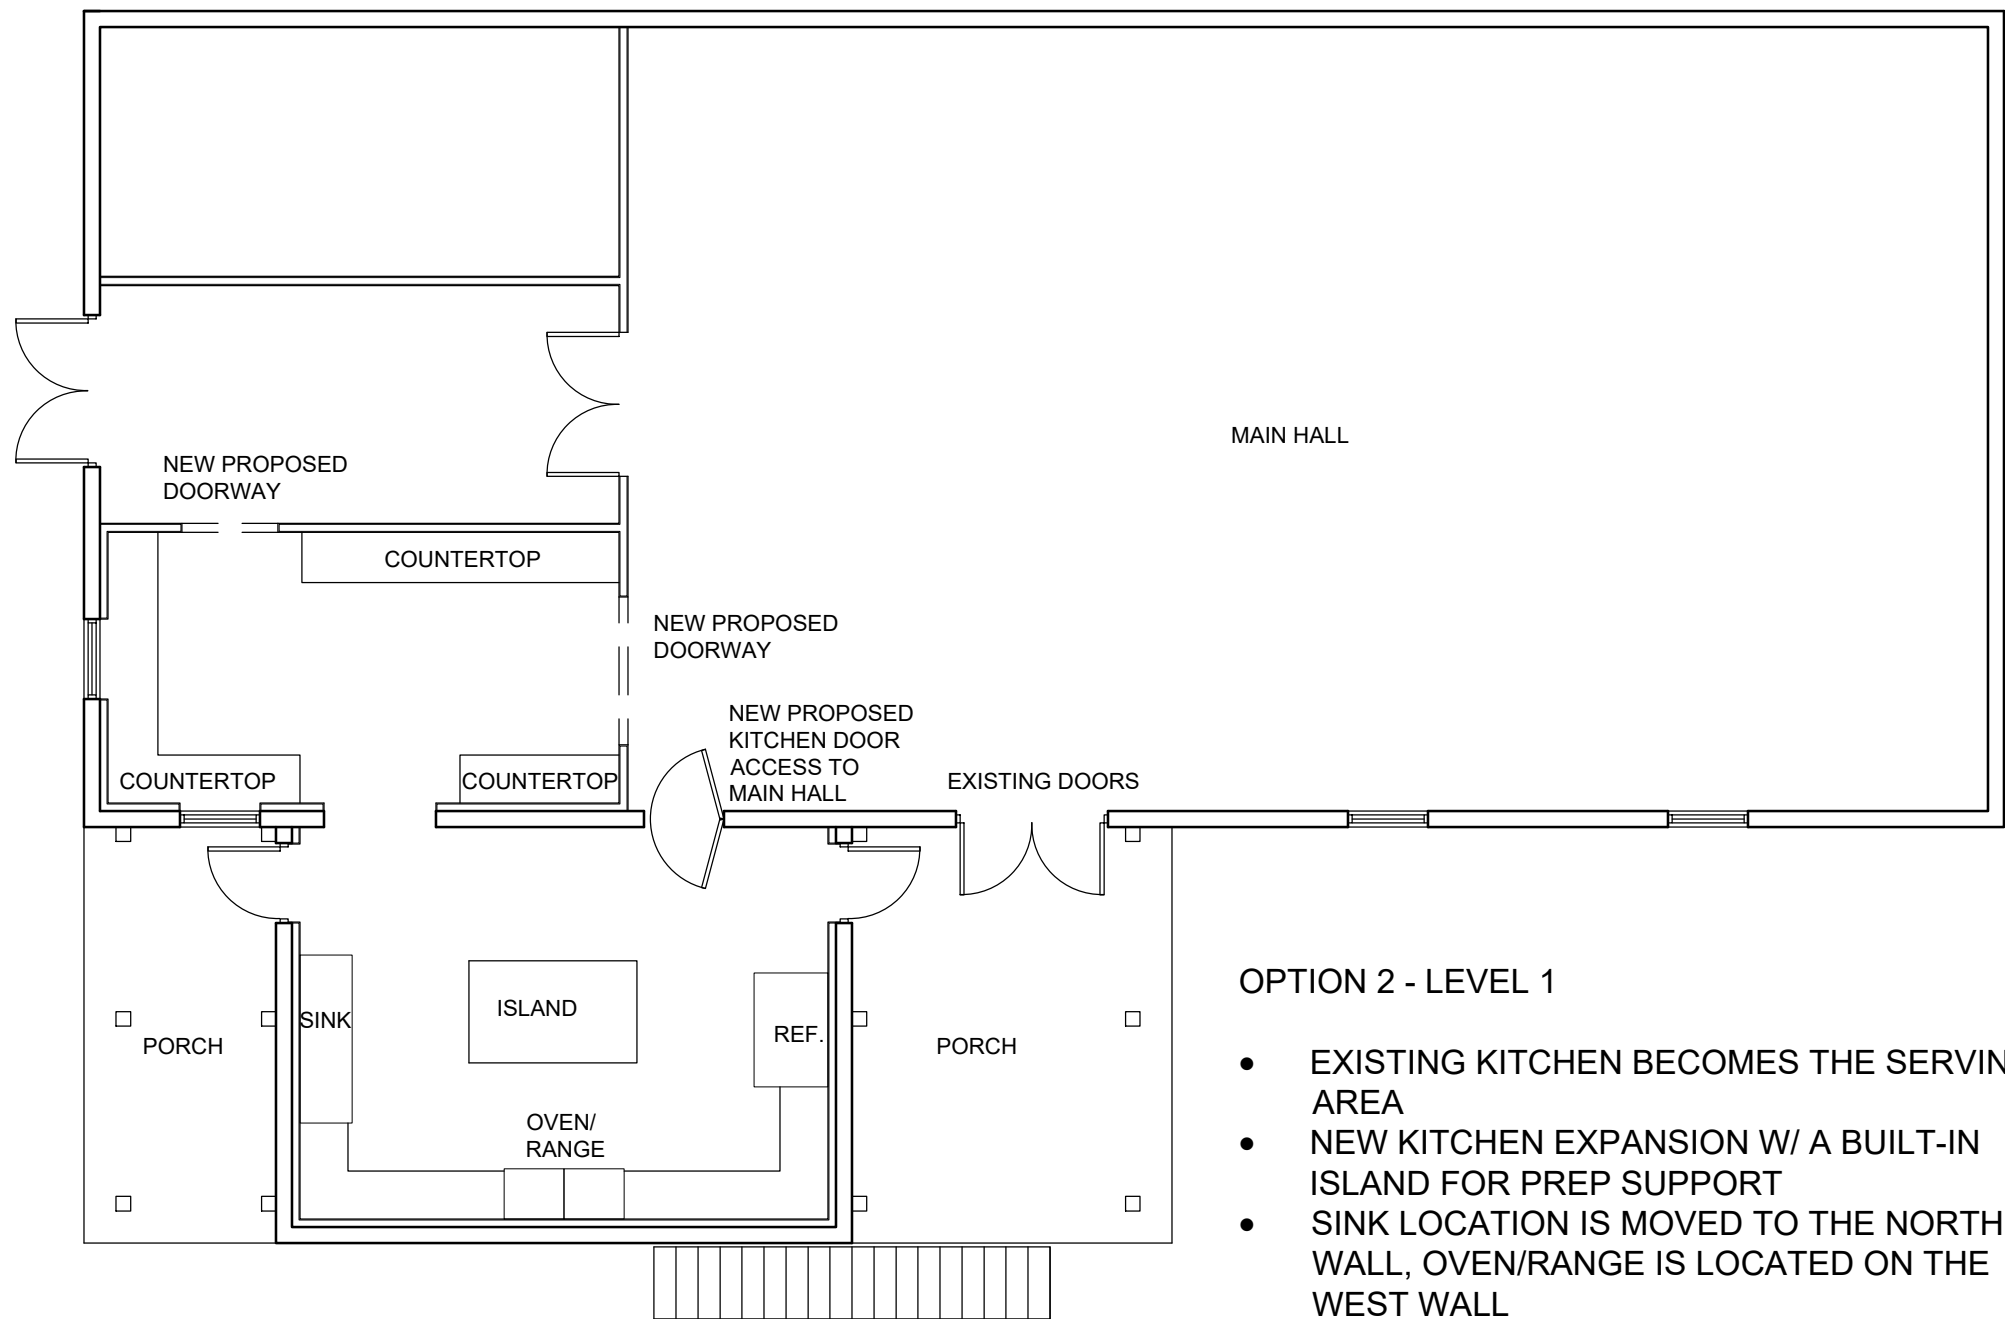 MAIN HALL
NEW PROPOSED
DOORWAY
COUNTERTOP
NEW PROPOSED
DOORWAY
NEW PROPOSED
KITCHEN DOOR
ACCESS TO
MAIN HALL
EXISTING DOORS
COUNTERTOP
COUNTERTOP
SINK
ISLAND
REF.
PORCH
PORCH
OVEN/
RANGE
OPTION 2 - LEVEL 1
• EXISTING KITCHEN BECOMES THE SERVIN
AREA
• NEW KITCHEN EXPANSION W/ A BUILT-IN
ISLAND FOR PREP SUPPORT
• SINK LOCATION IS MOVED TO THE NORTH
WALL, OVEN/RANGE IS LOCATED ON THE
WEST WALL